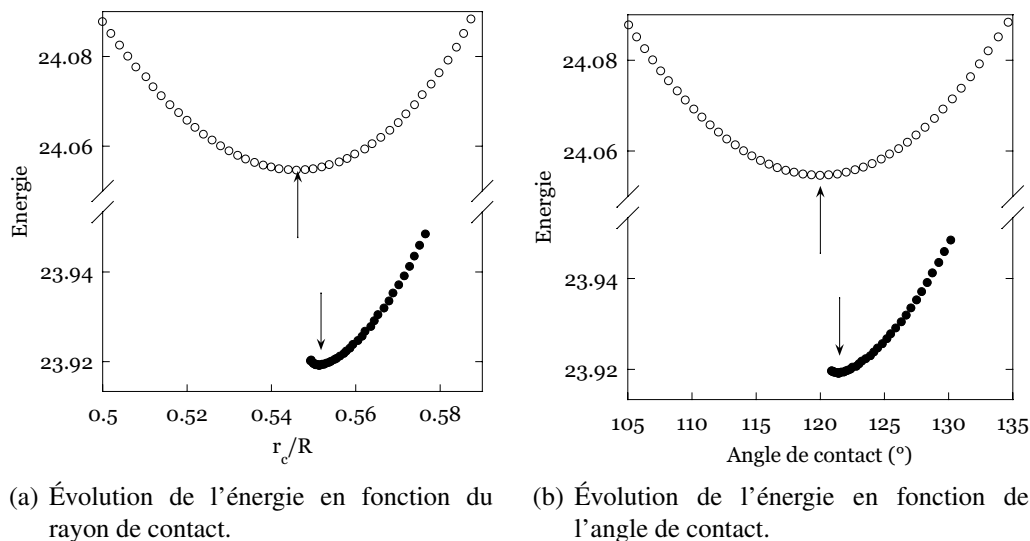 24.08
24.06
23.94
23.92
Energie
0.5 0.52 0.54 0.56 0.58
r_c/R
(a) Évolution de l'énergie en fonction du
rayon de contact.
24.08
24.06
23.94
23.92
Energie
105 110 115 120 125 130 135
Angle de contact (°)
(b) Évolution de l'énergie en fonction de
l'angle de contact.